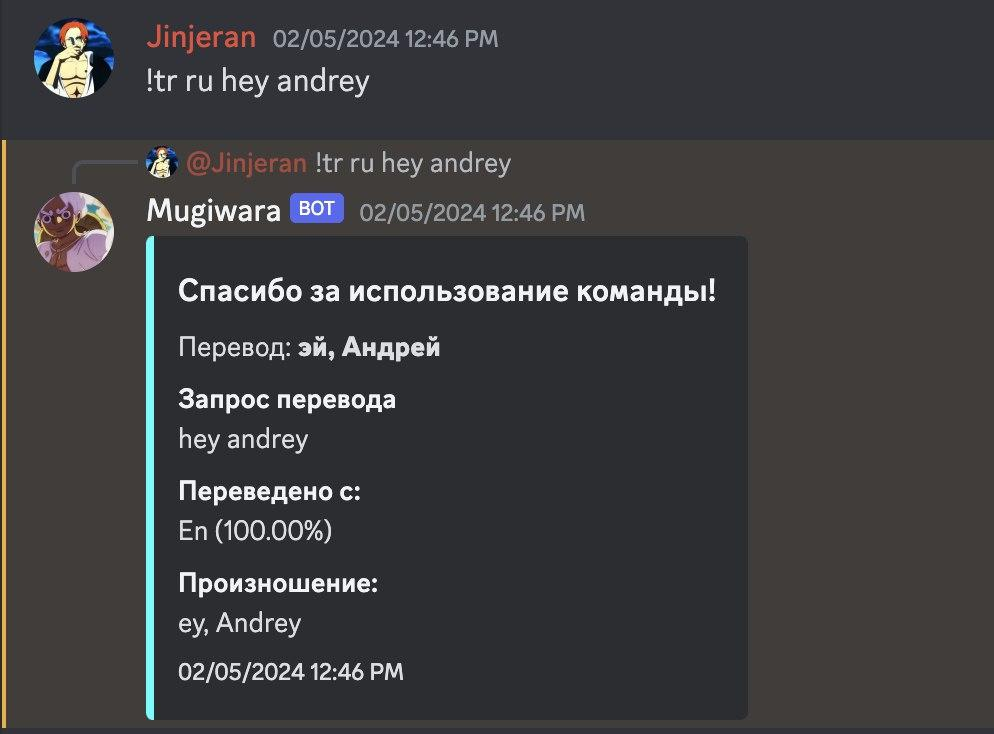 Jinjeran 02/05/2024 12:46 PM
!tr ru hey andrey
@Jinjeran !tr ru hey andrey
Mugiwara BOT 02/05/2024 12:46 PM
Спасибо за использование команды!
Перевод: эй, Андрей
Запрос перевода
hey andrey
Переведено с:
En (100.00%)
Произношение:
ey, Andrey
02/05/2024 12:46 PM